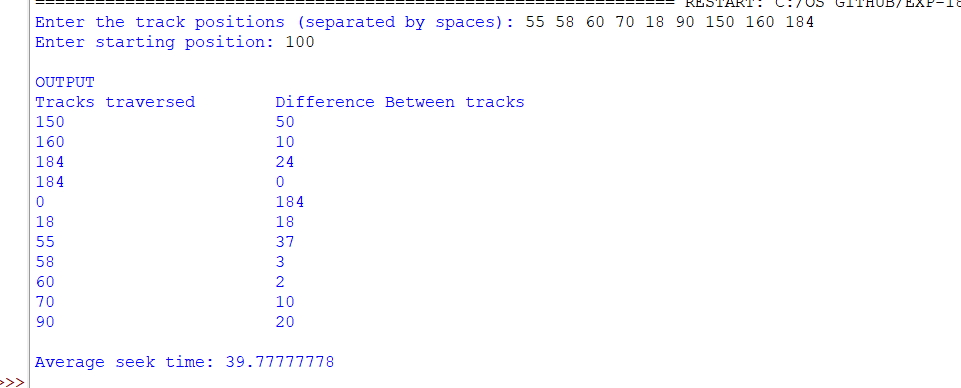 ======================================================================== RESTART: C:/OS GITHUB/EXP-18
Enter the track positions (separated by spaces): 55 58 60 70 18 90 150 160 184
Enter starting position: 100
OUTPUT
Tracks traversed Difference Between tracks
150 50
160 10
184 24
184 0
0 184
18 18
55 37
58 3
60 2
70 10
90 20
Average seek time: 39.77777778
>>>